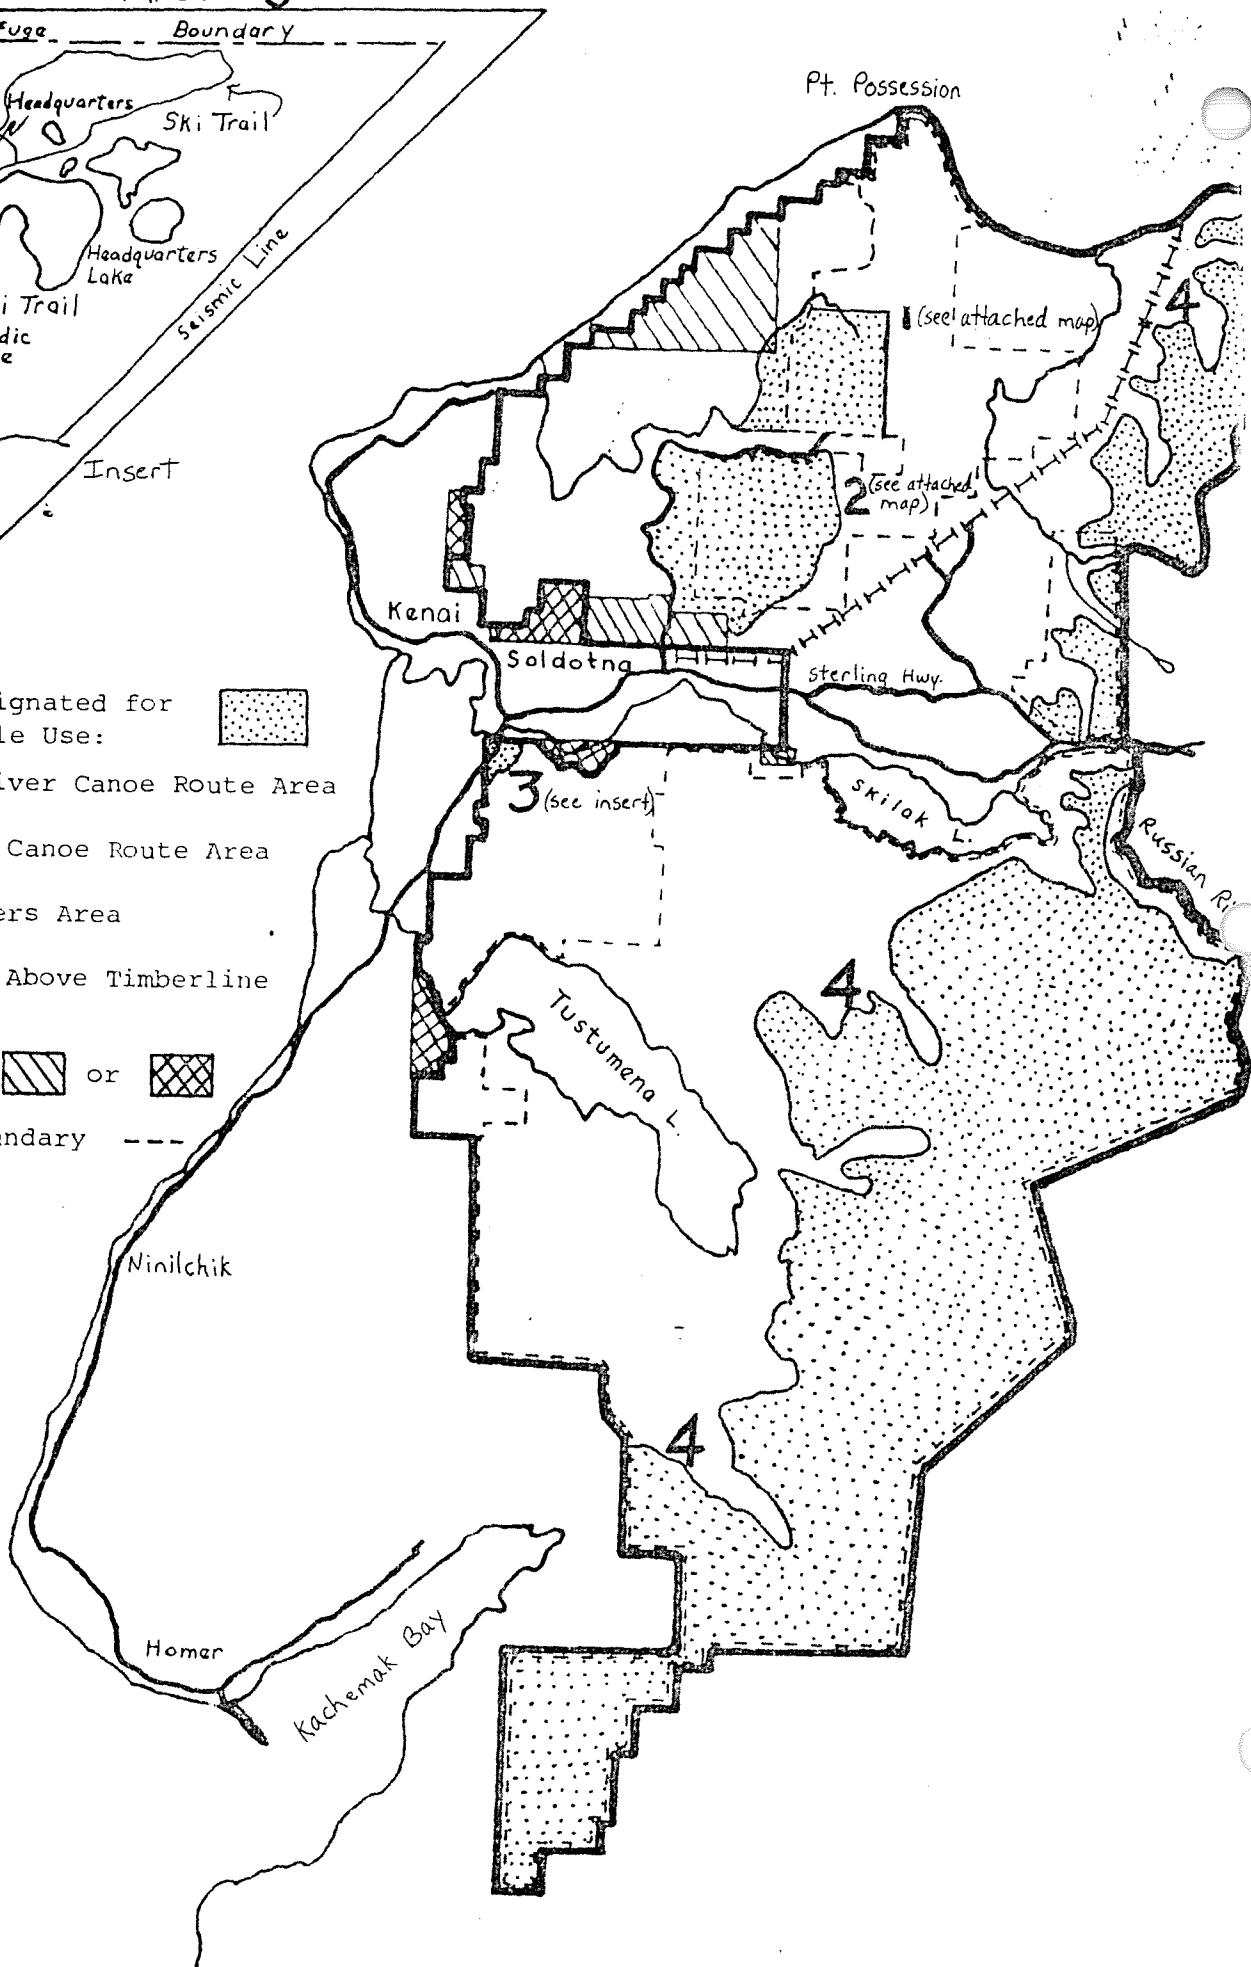 fuge Boundary
Headquarters
Ski Trail
Headquarters
Lake
i Trail
dic
e
Seismic Line
Insert
Pt. Possession
1 (see attached map)
4
2 (see attached
map)
Kenai
Soldotna
Sterling Hwy.
ignated for
le Use:
iver Canoe Route Area
Canoe Route Area
ers Area
Above Timberline
or
ndary
3 (see insert)
Skilak L.
Russian Ri
4
Tustumena L.
Ninilchik
4
Homer
Kachemak Bay